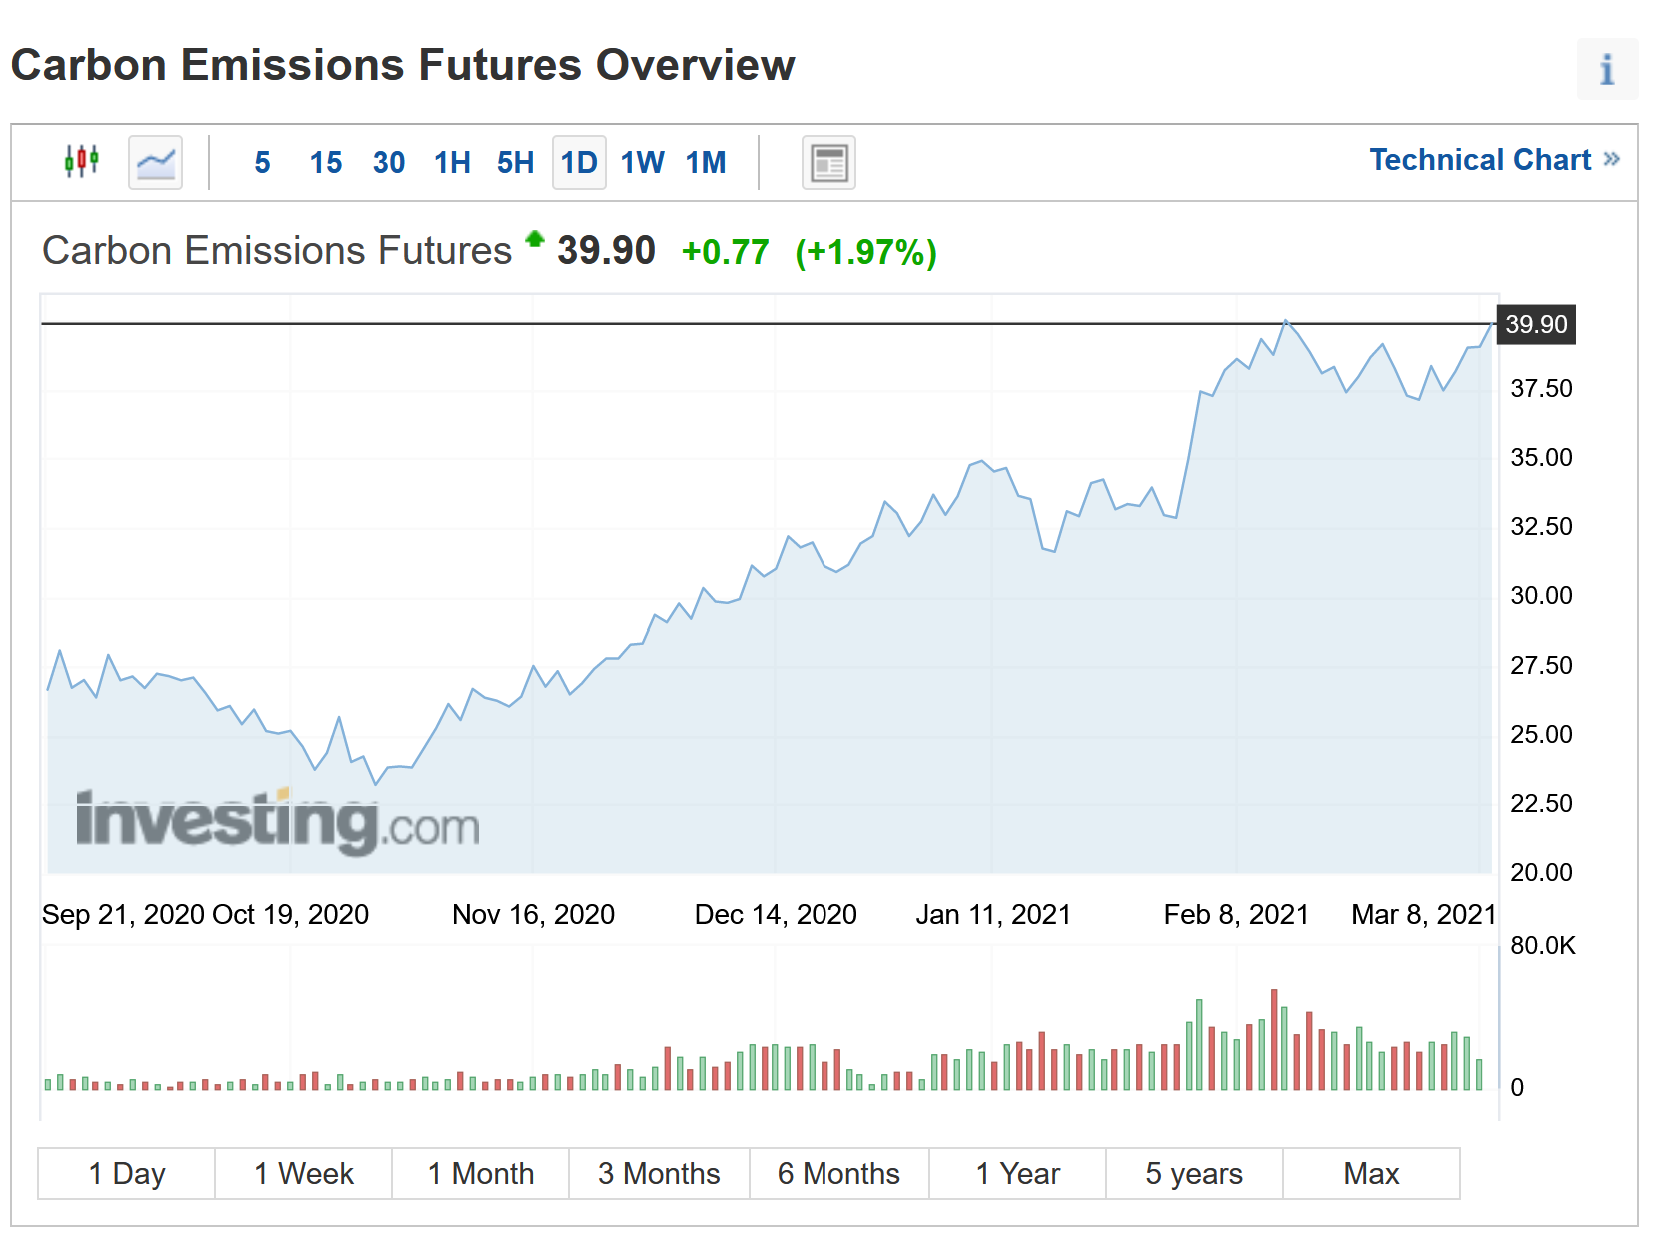 Carbon Emissions Futures Overview
i
5 15 30 1H 5H 1D 1W 1M
Technical Chart »
Carbon Emissions Futures 39.90 +0.77 (+1.97%)
39.90
37.50
35.00
32.50
30.00
27.50
25.00
22.50
20.00
investing.com
Sep 21, 2020 Oct 19, 2020 Nov 16, 2020 Dec 14, 2020 Jan 11, 2021 Feb 8, 2021 Mar 8, 2021
80.0K
0
1 Day 1 Week 1 Month 3 Months 6 Months 1 Year 5 years Max